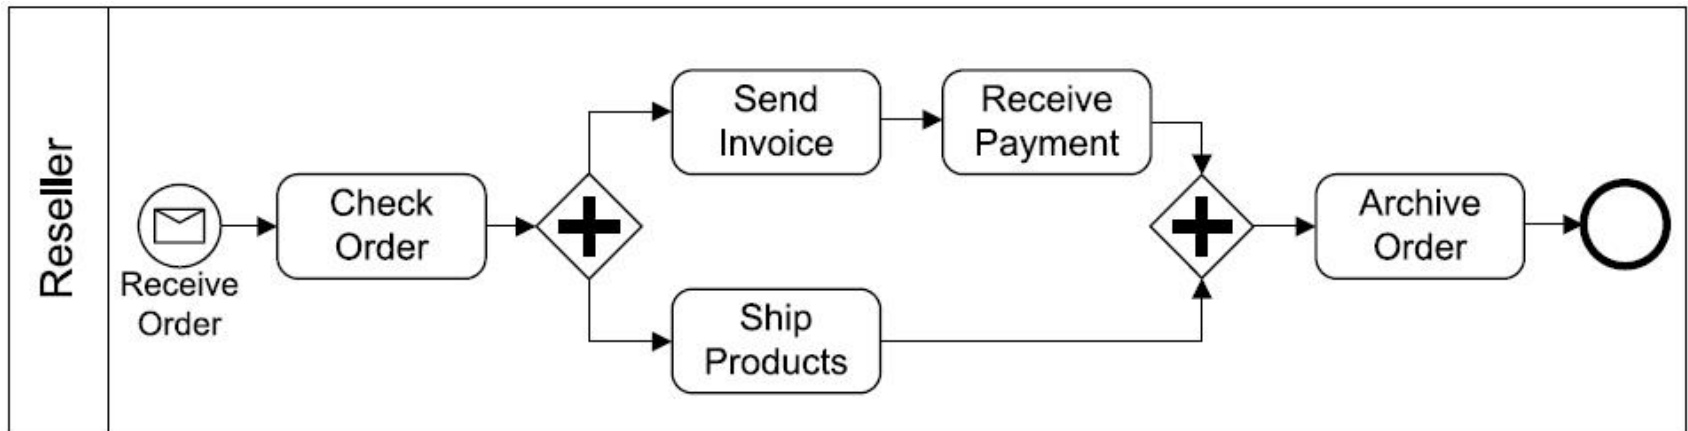 Reseller
Receive
Order
Check
Order
Send
Invoice
Receive
Payment
Ship
Products
Archive
Order